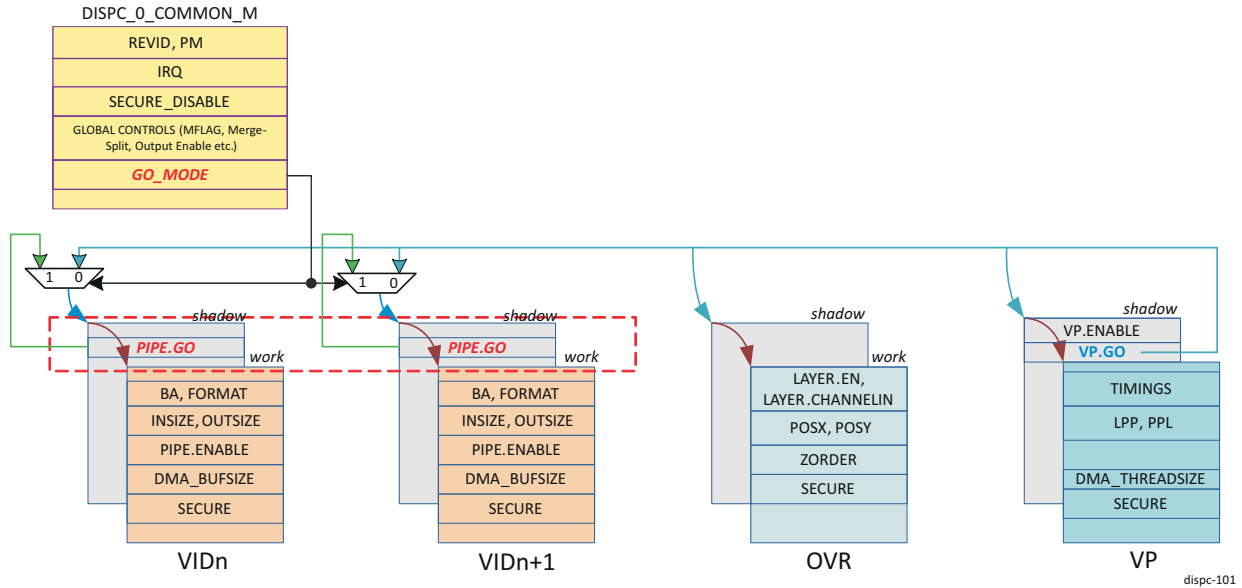 DISPC_0_COMMON_M
REVID, PM
IRQ
SECURE_DISABLE
GLOBAL CONTROLS (MFLAG, Merge-
Split, Output Enable etc.)
GO_MODE
1 0
1 0
shadow
PIPE.GO
work
BA, FORMAT
INSIZE, OUTSIZE
PIPE.ENABLE
DMA_BUFSIZE
SECURE
VIDn
shadow
PIPE.GO
work
BA, FORMAT
INSIZE, OUTSIZE
PIPE.ENABLE
DMA_BUFSIZE
SECURE
VIDn+1
shadow
work
LAYER.EN,
LAYER.CHANNELIN
POSX, POSY
ZORDER
SECURE
OVR
shadow
VP.ENABLE
VP.GO
TIMINGS
LPP, PPL
DMA_THREADSIZE
SECURE
VP
dispc-101